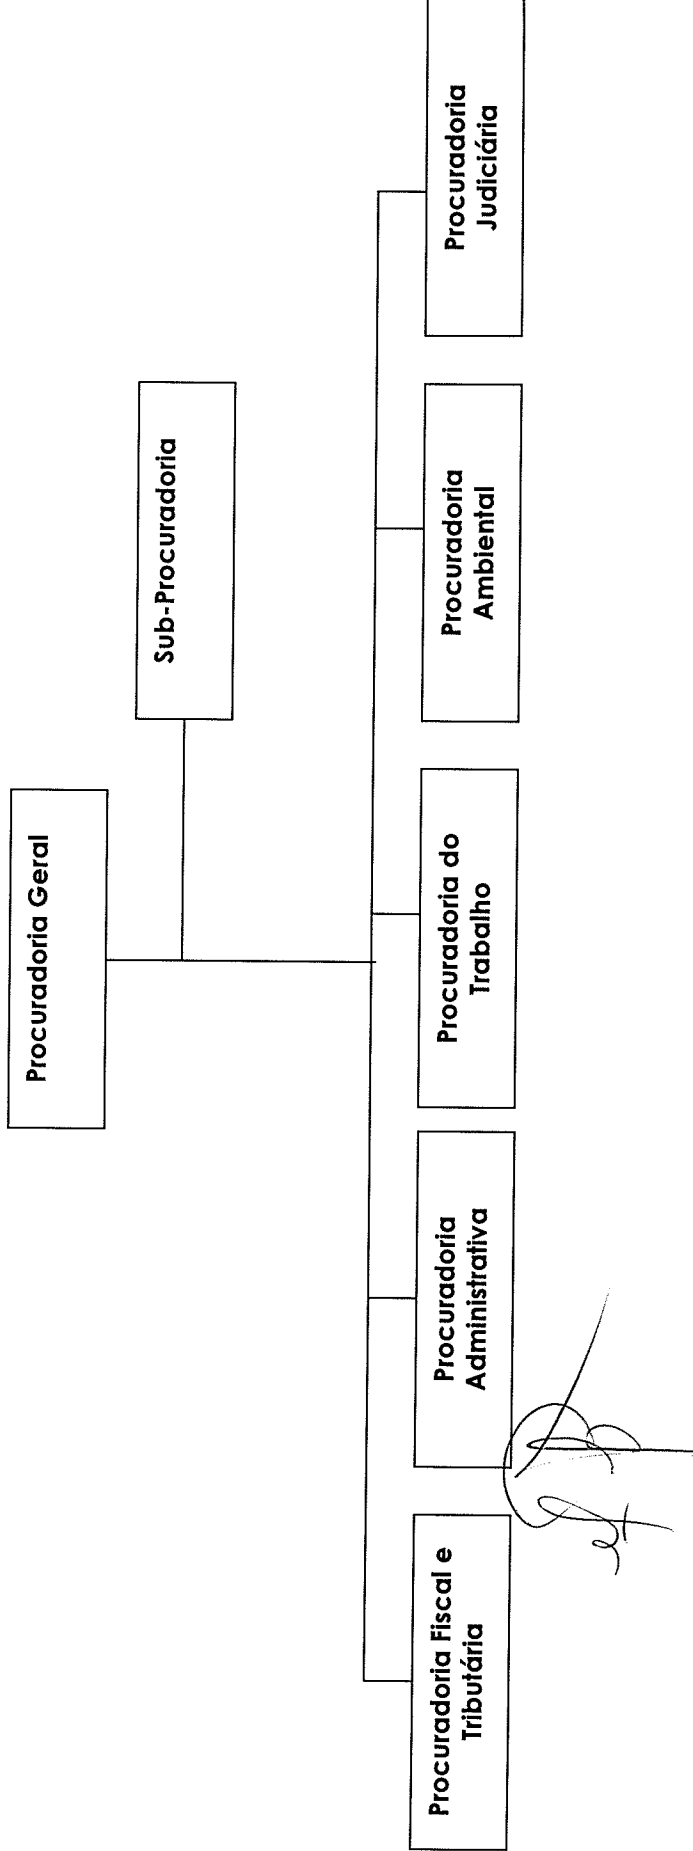 Procuradoria Geral
Sub-Procuradoria
Procuradoria Fiscal e
Tributária
Procuradoria
Administrativa
Procuradoria do
Trabalho
Procuradoria
Ambiental
Procuradoria
Judiciária